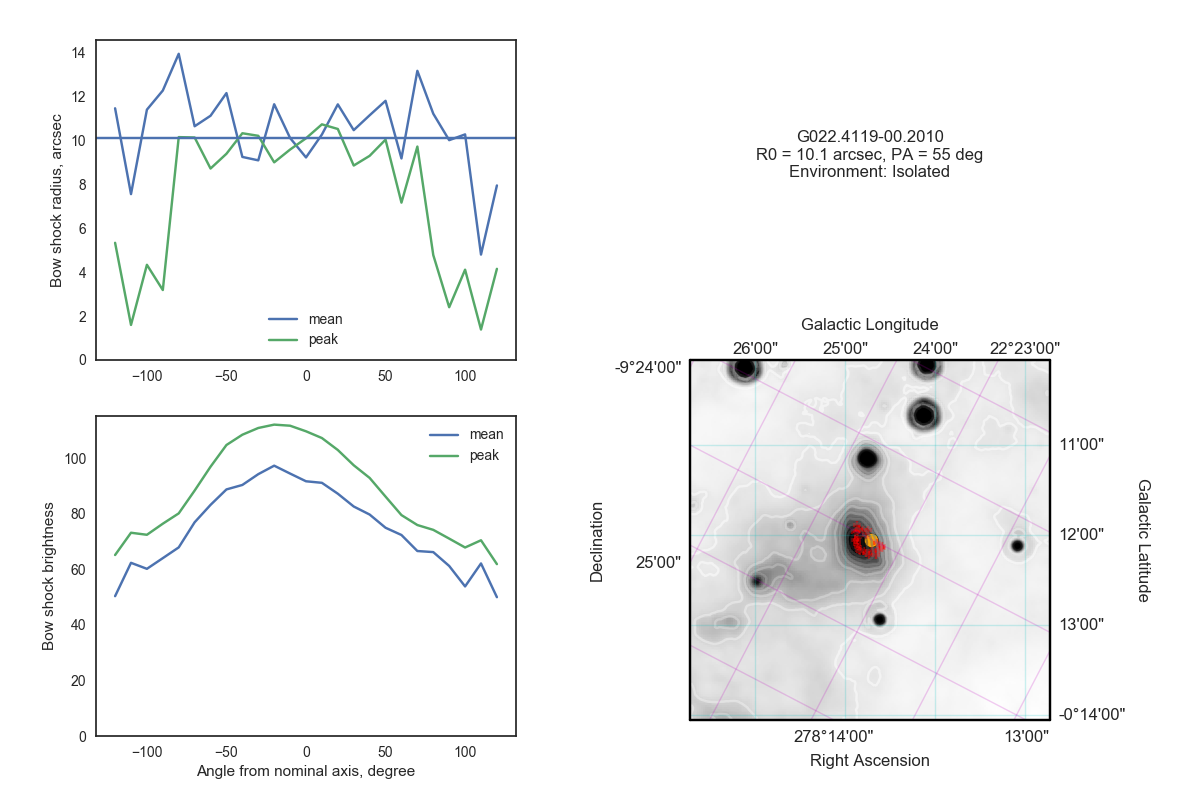 14
12
10
8
6
4
2
0
Bow shock radius, arcsec
mean
peak
−100
−50
0
50
100
100
80
60
40
20
0
Bow shock brightness
mean
peak
−100
−50
0
50
100
Angle from nominal axis, degree
G022.4119-00.2010
R0 = 10.1 arcsec, PA = 55 deg
Environment: Isolated
Galactic Longitude
26'00" 25'00" 24'00" 22°23'00"
-9°24'00"
25'00"
Declination
11'00"
12'00"
13'00"
-0°14'00"
Galactic Latitude
278°14'00" 13'00"
Right Ascension